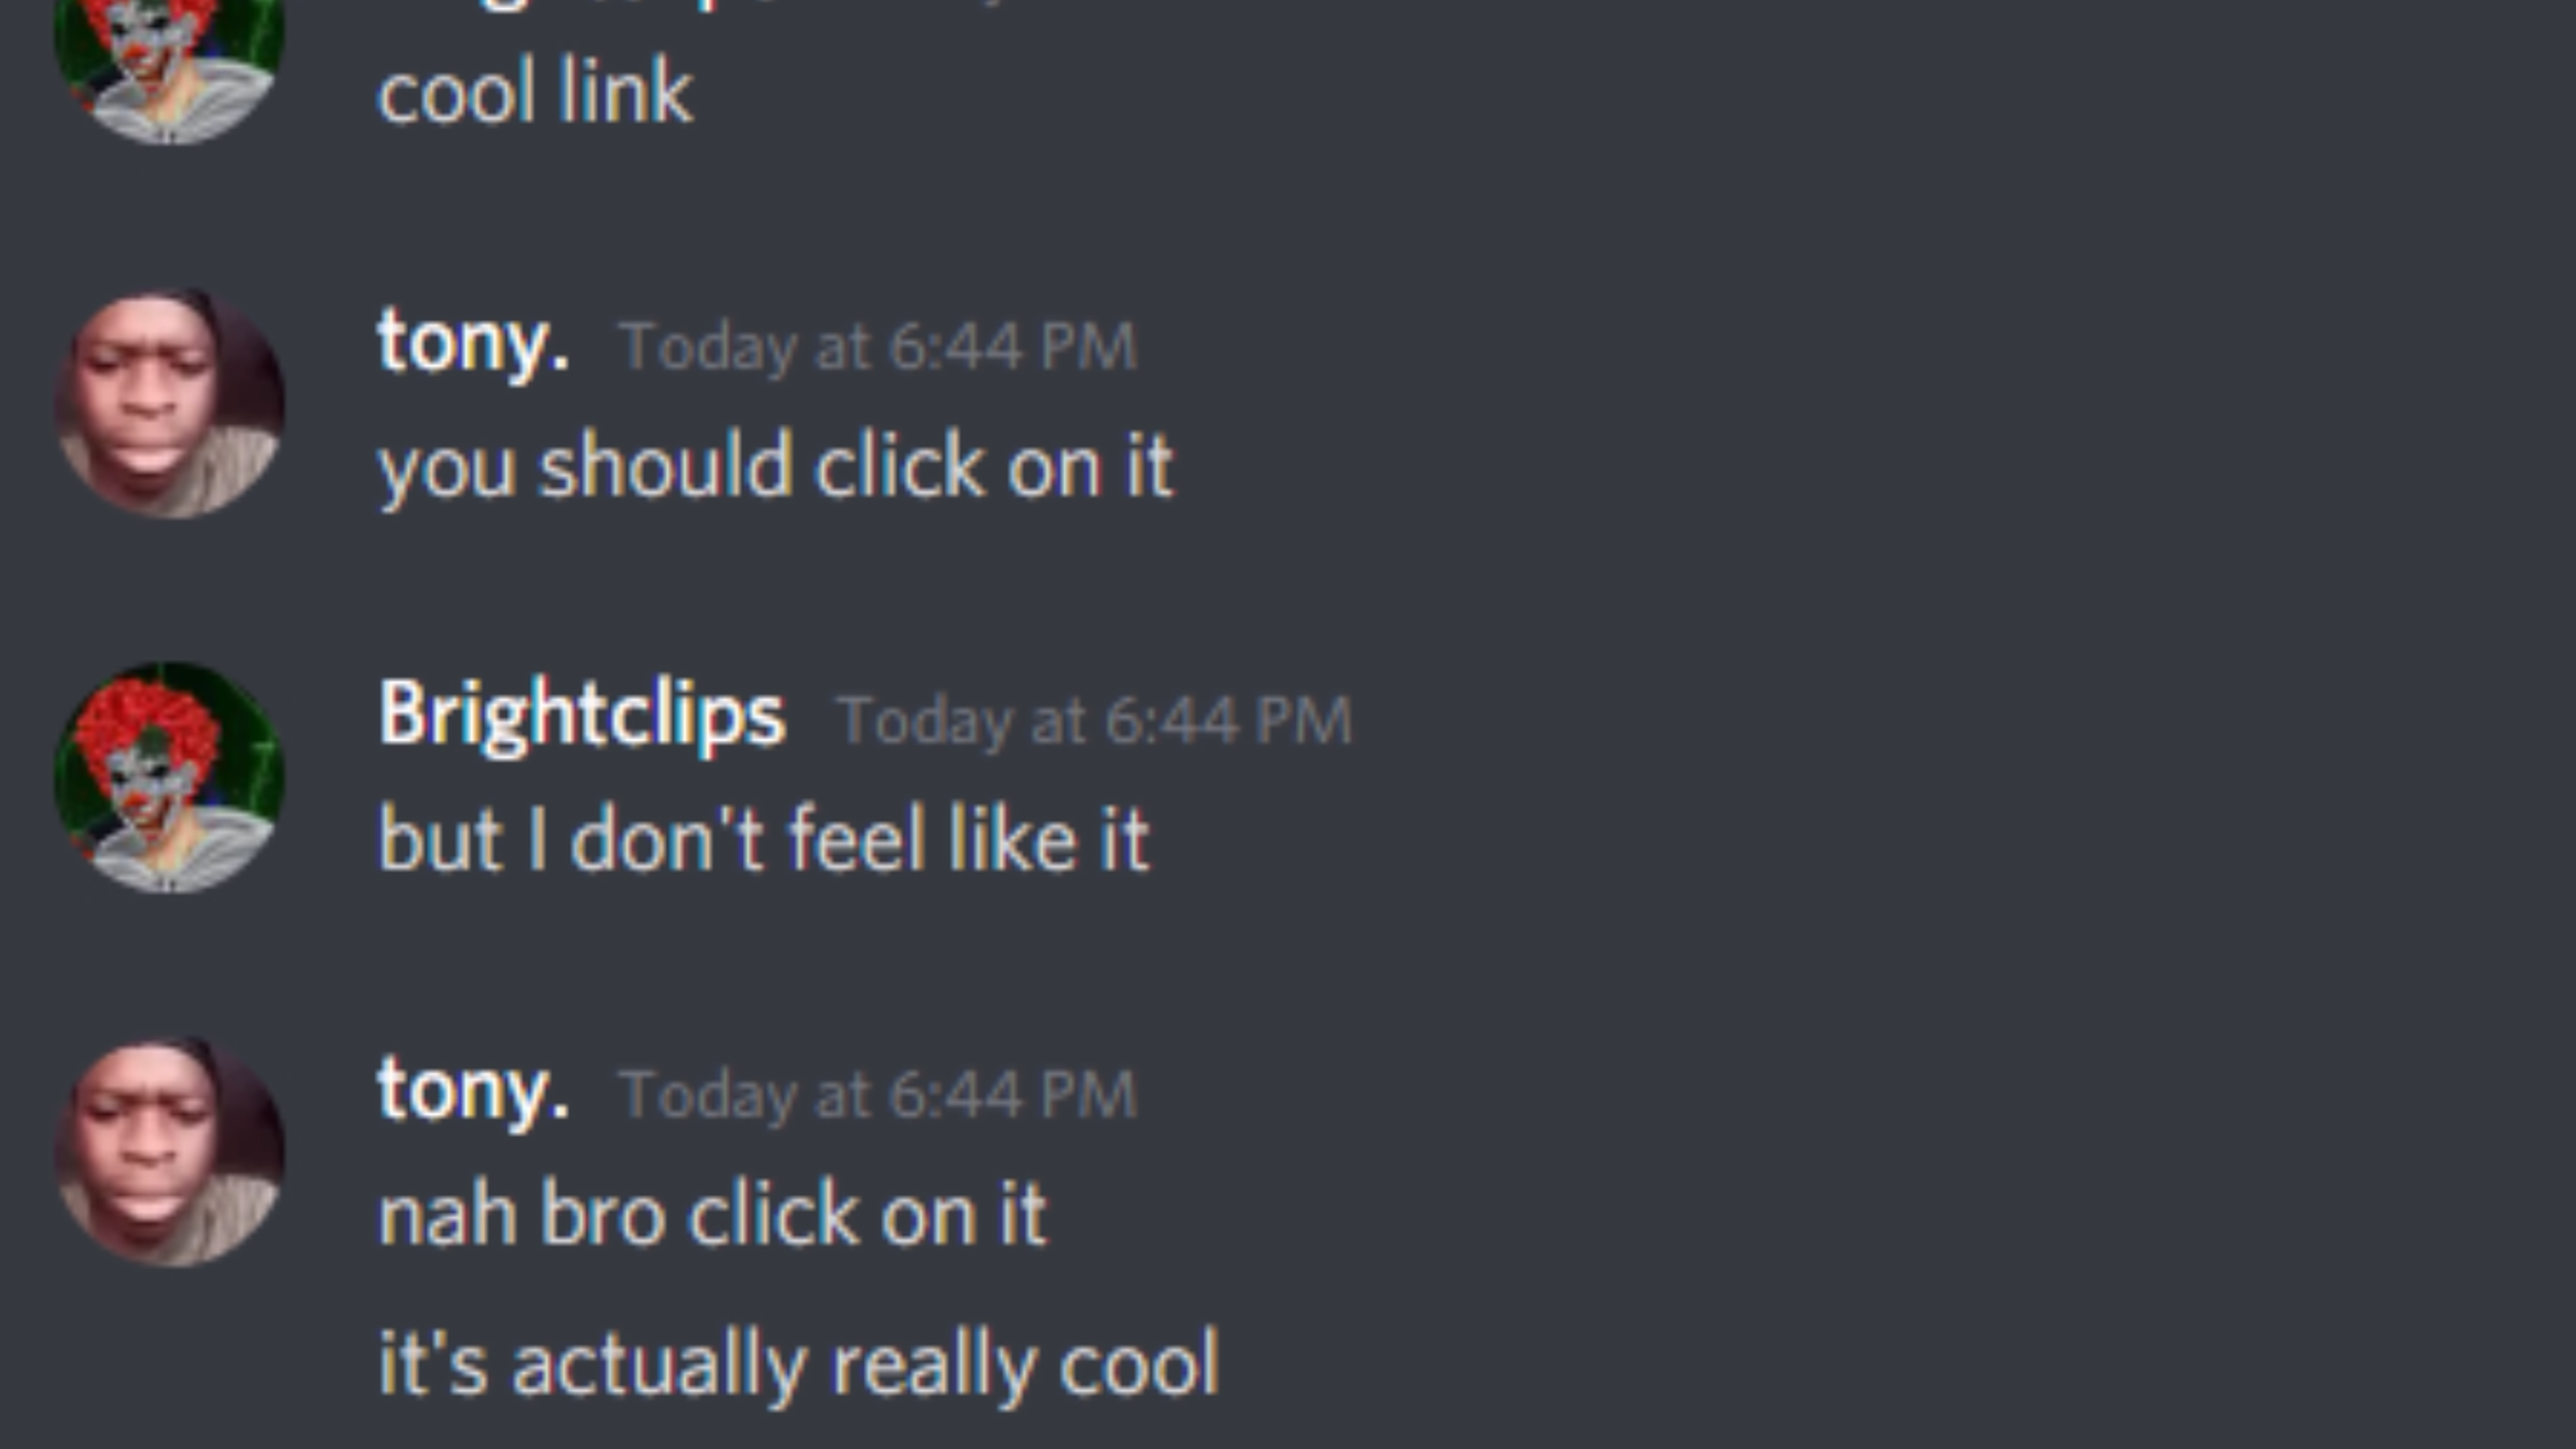 cool link
tony. Today at 6:44 PM
you should click on it
Brightclips Today at 6:44 PM
but I don't feel like it
tony. Today at 6:44 PM
nah bro click on it
it's actually really cool